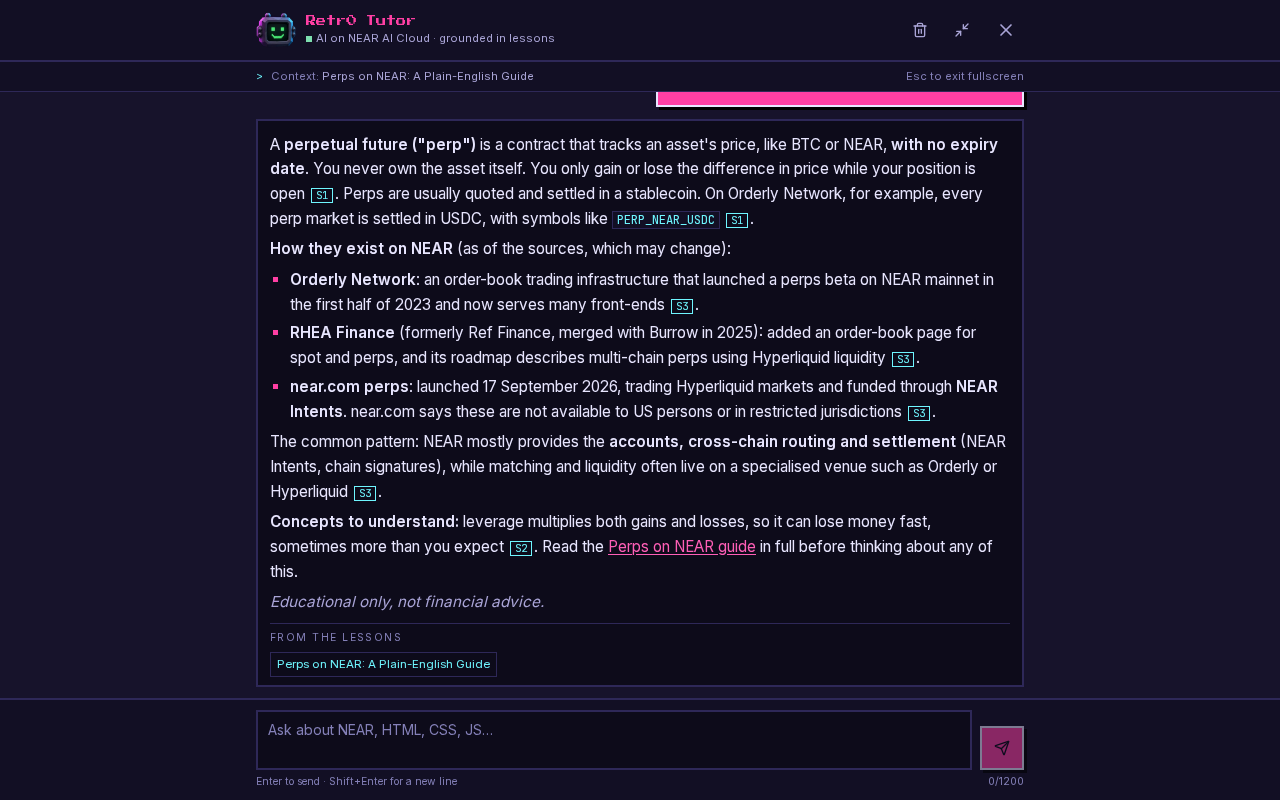 Retr0 Tutor
AI on NEAR AI Cloud · grounded in lessons
> Context: Perps on NEAR: A Plain-English Guide
Esc to exit fullscreen
A perpetual future ("perp") is a contract that tracks an asset's price, like BTC or NEAR, with no expiry
date. You never own the asset itself. You only gain or lose the difference in price while your position is
open S1. Perps are usually quoted and settled in a stablecoin. On Orderly Network, for example, every
perp market is settled in USDC, with symbols like PERP_NEAR_USDC S1.
How they exist on NEAR (as of the sources, which may change):
Orderly Network: an order-book trading infrastructure that launched a perps beta on NEAR mainnet in
the first half of 2023 and now serves many front-ends S3.
RHEA Finance (formerly Ref Finance, merged with Burrow in 2025): added an order-book page for
spot and perps, and its roadmap describes multi-chain perps using Hyperliquid liquidity S3.
near.com perps: launched 17 September 2026, trading Hyperliquid markets and funded through NEAR
Intents. near.com says these are not available to US persons or in restricted jurisdictions S3.
The common pattern: NEAR mostly provides the accounts, cross-chain routing and settlement (NEAR
Intents, chain signatures), while matching and liquidity often live on a specialised venue such as Orderly or
Hyperliquid S3.
Concepts to understand: leverage multiplies both gains and losses, so it can lose money fast,
sometimes more than you expect S2. Read the Perps on NEAR guide in full before thinking about any of
this.
Educational only, not financial advice.
FROM THE LESSONS
Perps on NEAR: A Plain-English Guide
Ask about NEAR, HTML, CSS, JS…
Enter to send · Shift+Enter for a new line
0/1200